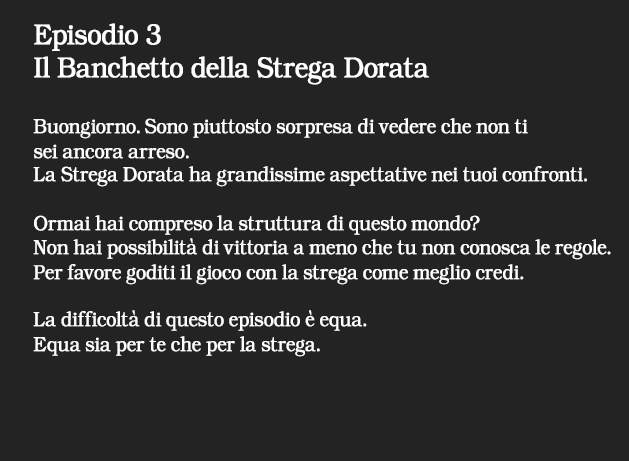 Episodio 3
Il Banchetto della Strega Dorata
Buongiorno. Sono piuttosto sorpresa di vedere che non ti
sei ancora arreso.
La Strega Dorata ha grandissime aspettative nei tuoi confronti.
Ormai hai compreso la struttura di questo mondo?
Non hai possibilità di vittoria a meno che tu non conosca le regole.
Per favore goditi il gioco con la strega come meglio credi.
La difficoltà di questo episodio è equa.
Equa sia per te che per la strega.